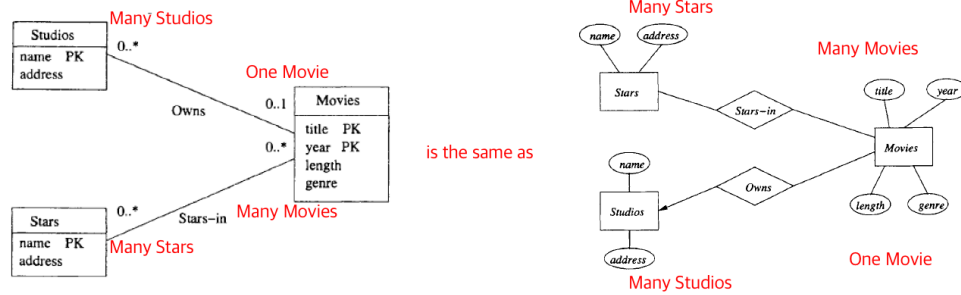 Many Studios
Studios
name PK
address
0..*
Owns
One Movie
0..1
Movies
title PK
year PK
length
genre
0..*
Many Movies
Stars-in
0..*
Stars
name PK
address
Many Stars
is the same as
Many Stars
name
address
Stars
Many Movies
Stars-in
title
year
Movies
name
Owns
Studios
length
genre
address
Many Studios
One Movie